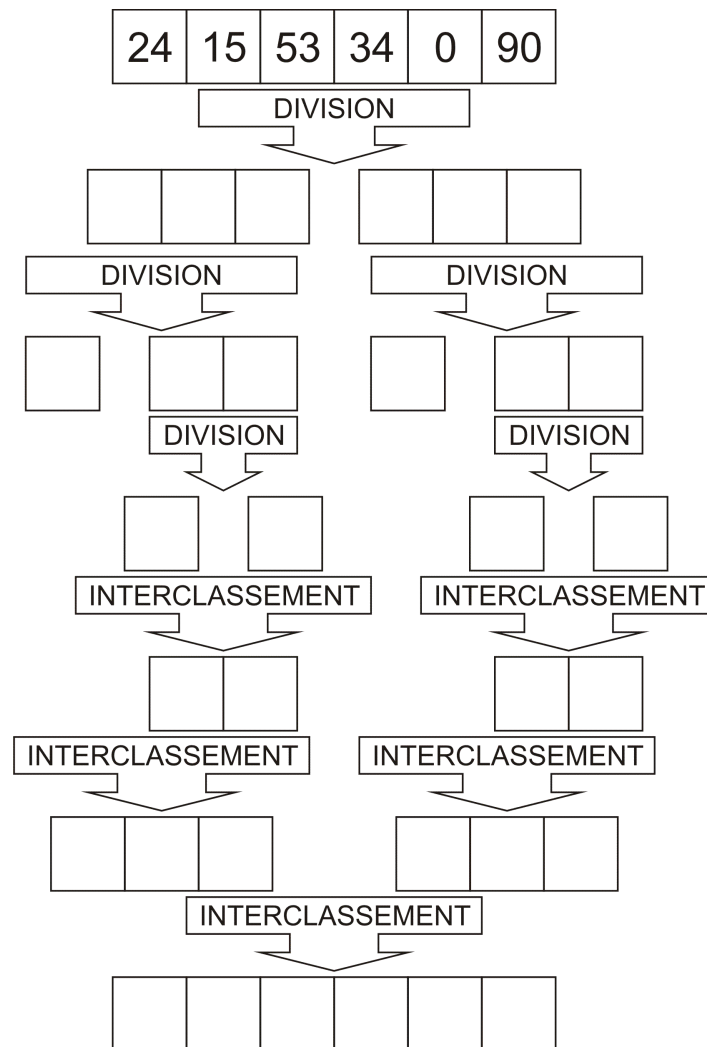 24 15 53 34 0 90
DIVISION
DIVISION DIVISION
DIVISION DIVISION
INTERCLASSEMENT INTERCLASSEMENT
INTERCLASSEMENT INTERCLASSEMENT
INTERCLASSEMENT